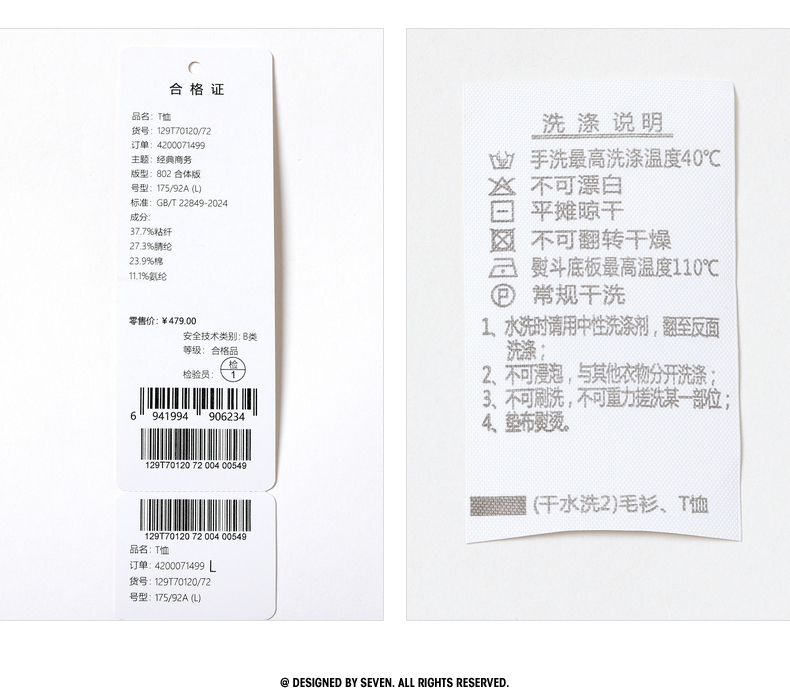 合格证
品名：T恤
货号：129T70120/72
订单：4200071499
主题：经典商务
版型：802 合体版
号型：175/92A (L)
标准：GB/T 22849-2024
成分：
37.7%粘纤
27.3%腈纶
23.9%棉
11.1%氨纶
零售价：¥479.00
安全技术类别：B类
等级：合格品
检验员：检1
6 941994 906234
129T70120 72 004 00549
129T70120 72 004 00549
品名：T恤
订单：4200071499 L
货号：129T70120/72
号型：175/92A (L)
洗涤说明
手洗最高洗涤温度40℃
不可漂白
平摊晾干
不可翻转干燥
熨斗底板最高温度110℃
P 常规干洗
1、水洗时请用中性洗涤剂，翻至反面
洗涤；
2、不可浸泡，与其他衣物分开洗涤；
3、不可刷洗，不可重力搓洗某一部位；
4、垫布熨烫。
(干水洗2)毛衫、T恤
@ DESIGNED BY SEVEN. ALL RIGHTS RESERVED.